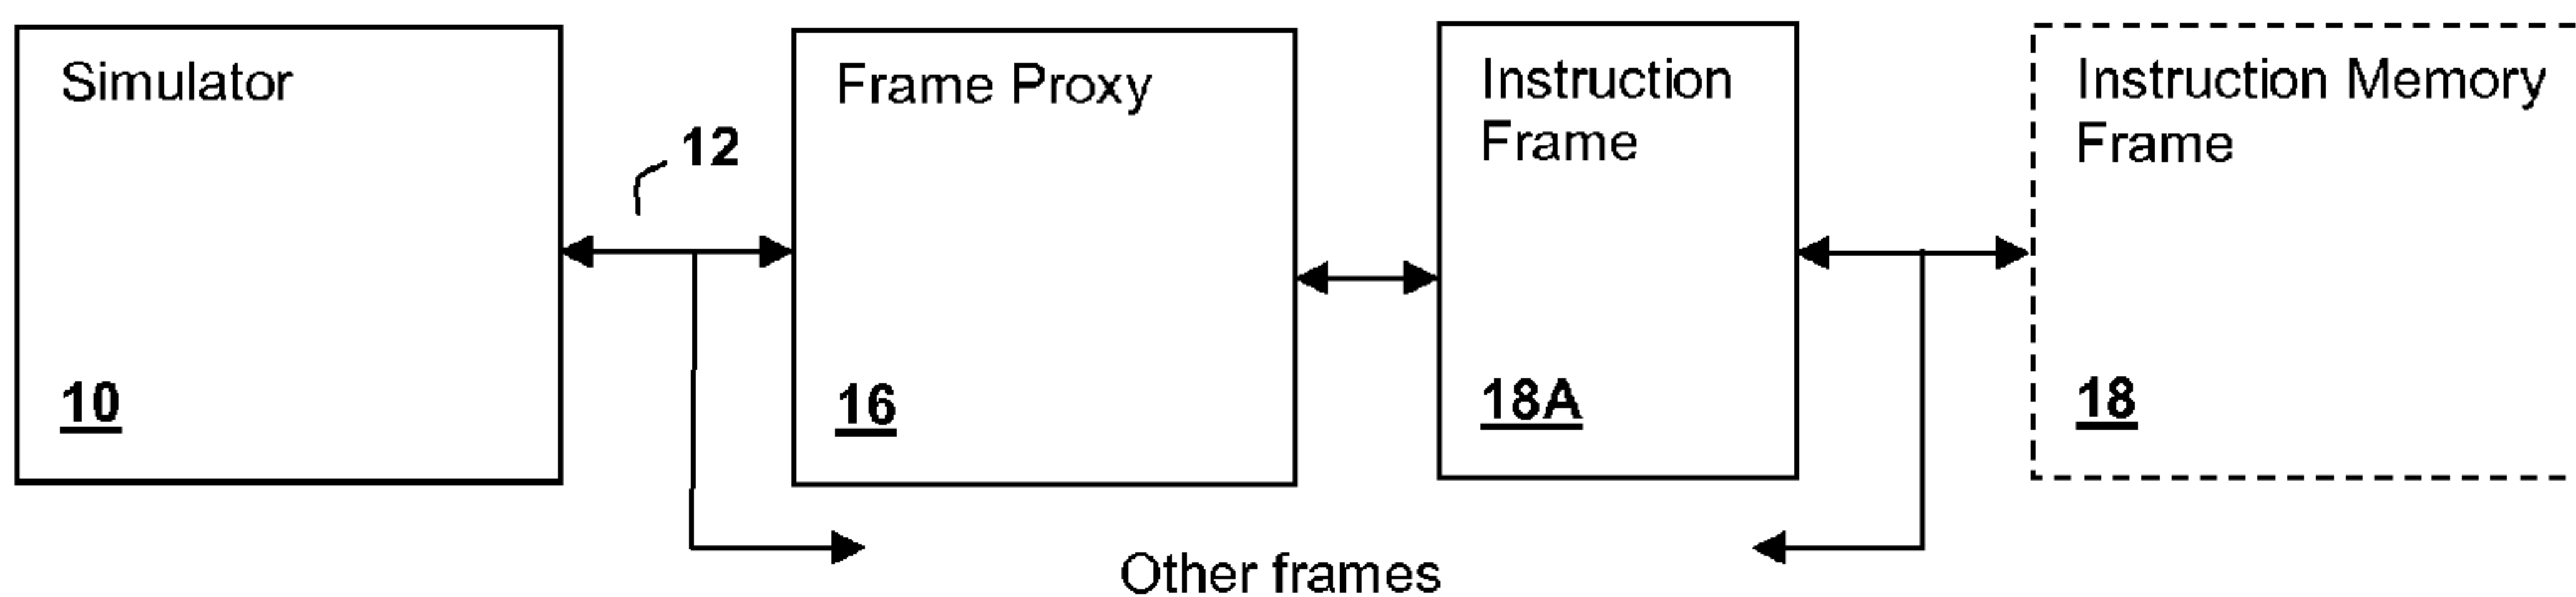 Simulator
10
12
Frame Proxy
16
Instruction
Frame
18A
Instruction Memory
Frame
18
Other frames